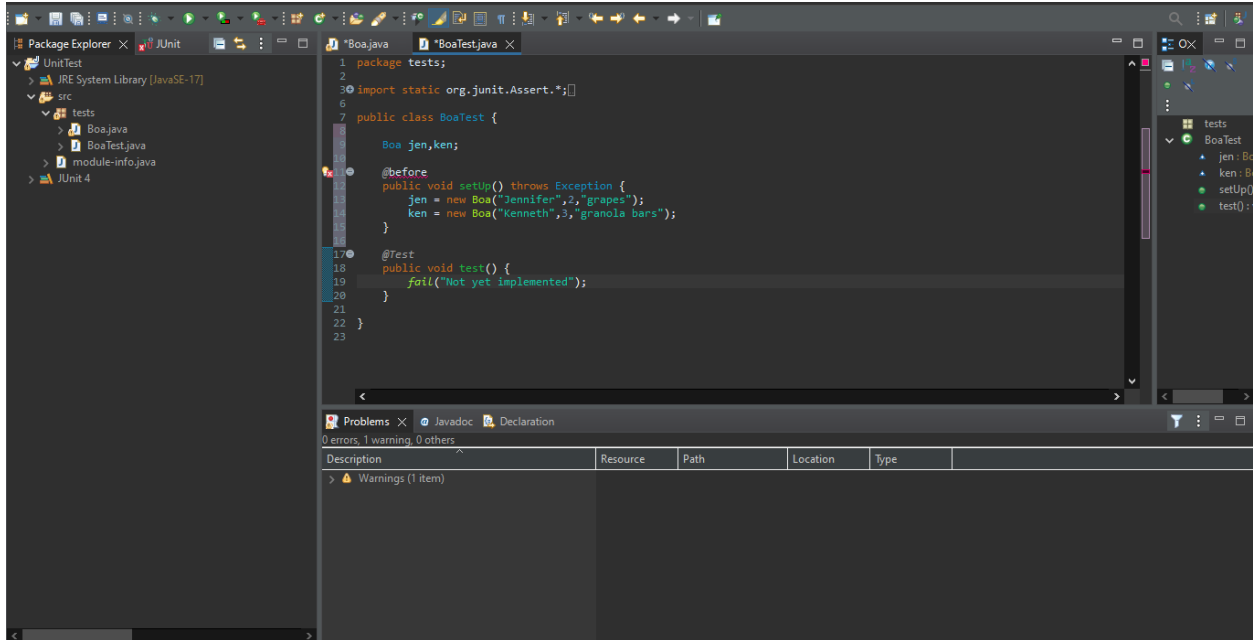 Package Explorer
JUnit
UnitTest
JRE System Library [JavaSE-17]
src
tests
Boa.java
BoaTest.java
module-info.java
JUnit 4
*Boa.java
*BoaTest.java
1 package tests;
2
3 import static org.junit.Assert.*;
6
7 public class BoaTest {
8
9 Boa jen,ken;
10
11 @before
12 public void setUp() throws Exception {
13 jen = new Boa("Jennifer",2,"grapes");
14 ken = new Boa("Kenneth",3,"granola bars");
15 }
16
17 @Test
18 public void test() {
19 fail("Not yet implemented");
20 }
21
22 }
23
tests
BoaTest
jen : Bo
ken : Bo
setUp()
test() :
Problems
Javadoc
Declaration
0 errors, 1 warning, 0 others
Description Resource Path Location Type
Warnings (1 item)